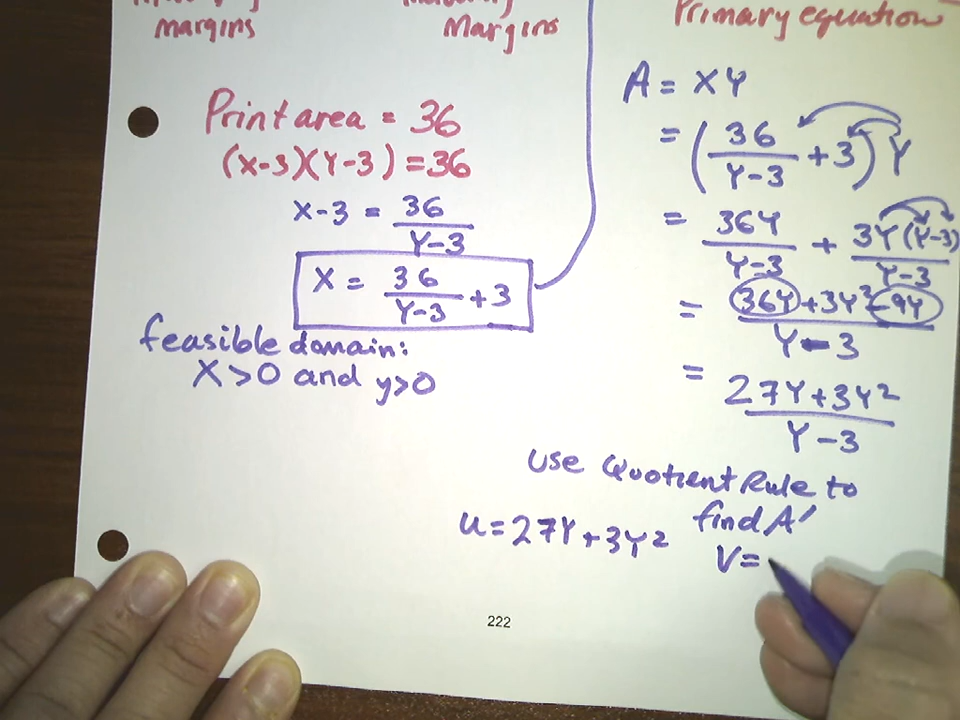 margins
Margins
Primary equation
Print area = 36
(x-3)(Y-3) = 36
x-3 = 36/(Y-3)
X = 36/(Y-3) + 3
feasible domain:
X>0 and y>0
A = XY
= (36/(Y-3) + 3) Y
= 36Y/(Y-3) + 3Y(Y-3)/(Y-3)
= (36Y + 3Y² - 9Y)/(Y-3)
= (27Y + 3Y²)/(Y-3)
Use Quotient Rule to
find A'
u = 27Y + 3Y²
V =
222